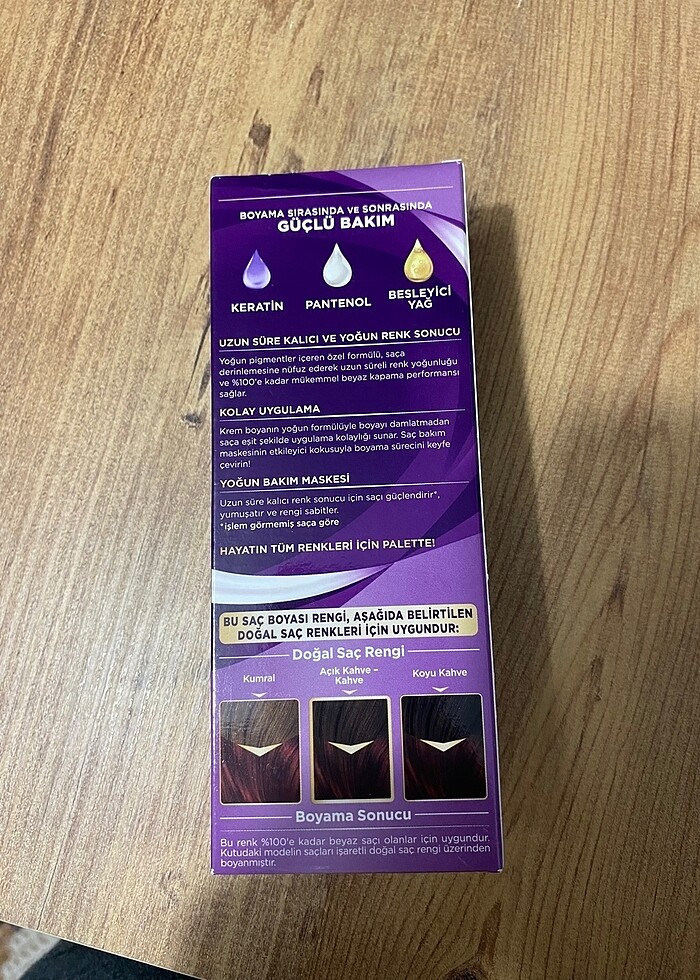 BOYAMA SIRASINDA VE SONRASINDA
GÜÇLÜ BAKIM
KERATİN
PANTENOL
BESLEYİCİ
YAĞ
UZUN SÜRE KALICI VE YOĞUN RENK SONUCU
Yoğun pigmentler içeren özel formülü, saça
derinlemesine nüfuz ederek uzun süreli renk yoğunluğu
ve %100'e kadar mükemmel beyaz kapama performansı
sağlar.
KOLAY UYGULAMA
Krem boyanın yoğun formülüyle boyayı damlatmadan
saça eşit şekilde uygulama kolaylığı sunar. Saç bakım
maskesinin etkileyici kokusuyla boyama sürecini keyfe
çevirin!
YOĞUN BAKIM MASKESİ
Uzun süre kalıcı renk sonucu için saçı güçlendirir*,
yumuşatır ve rengi sabitler.
*işlem görmemiş saça göre
HAYATIN TÜM RENKLERİ İÇİN PALETTE!
BU SAÇ BOYASI RENGİ, AŞAĞIDA BELİRTİLEN
DOĞAL SAÇ RENKLERİ İÇİN UYGUNDUR:
Doğal Saç Rengi
Kumral
Açık Kahve –
Kahve
Koyu Kahve
Boyama Sonucu
Bu renk %100'e kadar beyaz saçı olanlar için uygundur.
Kutudaki modelin saçları işaretli doğal saç rengi üzerinden
boyanmıştır.